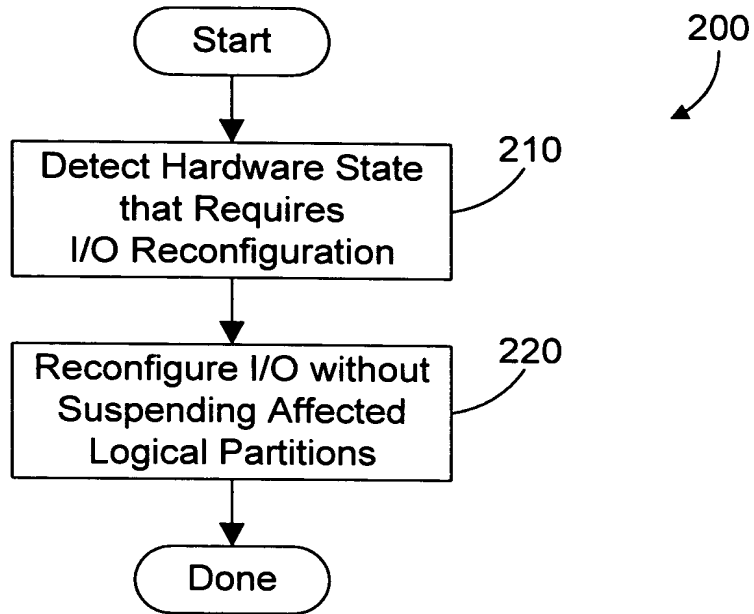 Start
200
Detect Hardware State
that Requires
I/O Reconfiguration
210
Reconfigure I/O without
Suspending Affected
Logical Partitions
220
Done